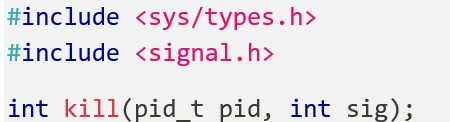 #include <sys/types.h>
#include <signal.h>
int kill(pid_t pid, int sig);